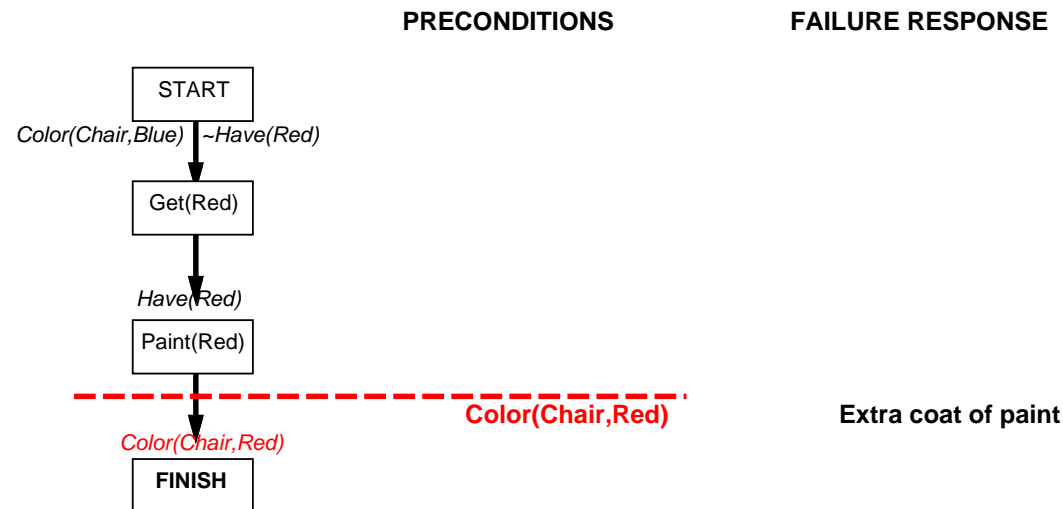 PRECONDITIONS FAILURE RESPONSE
START
Color(Chair,Blue) ~Have(Red)
Get(Red)
Have(Red)
Paint(Red)
Color(Chair,Red) Extra coat of paint
Color(Chair,Red)
FINISH